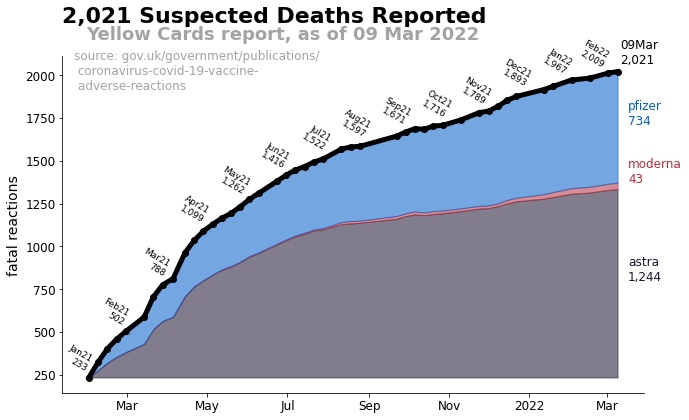 2,021 Suspected Deaths Reported
Yellow Cards report, as of 09 Mar 2022
source: gov.uk/government/publications/
coronavirus-covid-19-vaccine-
adverse-reactions
fatal reactions
2000
1750
1500
1250
1000
750
500
250
Jan21
233
Feb21
502
Mar21
788
Apr21
1,099
May21
1,262
Jun21
1,416
Jul21
1,522
Aug21
1,597
Sep21
1,671
Oct21
1,716
Nov21
1,789
Dec21
1,893
Jan22
1,967
Feb22
2,009
09Mar
2,021
pfizer
734
moderna
43
astra
1,244
Mar
May
Jul
Sep
Nov
2022
Mar